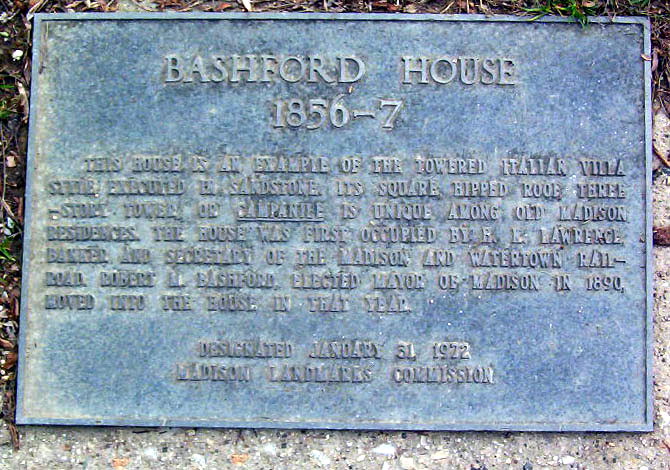 BASHFORD HOUSE
1856-7
THIS HOUSE IS AN EXAMPLE OF THE TOWERED ITALIAN VILLA
STYLE EXECUTED IN SANDSTONE. ITS SQUARE, HIPPED ROOF, THREE
-STORY TOWER, OR CAMPANILE IS UNIQUE AMONG OLD MADISON
RESIDENCES. THE HOUSE WAS FIRST OCCUPIED BY H. K. LAWRENCE,
BANKER AND SECRETARY OF THE MADISON AND WATERTOWN RAIL-
ROAD. ROBERT M. BASHFORD, ELECTED MAYOR OF MADISON IN 1890,
MOVED INTO THE HOUSE IN THAT YEAR.
DESIGNATED JANUARY 31, 1972
MADISON LANDMARKS COMMISSION